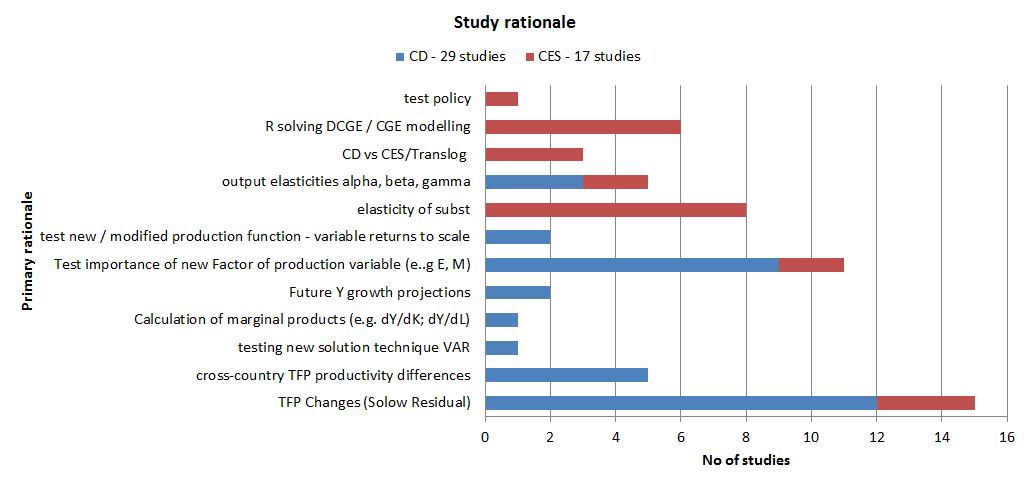 Study rationale
CD - 29 studies CES - 17 studies
Primary rationale
test policy
R solving DCGE / CGE modelling
CD vs CES/Translog
output elasticities alpha, beta, gamma
elasticity of subst
test new / modified production function - variable returns to scale
Test importance of new Factor of production variable (e..g E, M)
Future Y growth projections
Calculation of marginal products (e.g. dY/dK; dY/dL)
testing new solution technique VAR
cross-country TFP productivity differences
TFP Changes (Solow Residual)
0 2 4 6 8 10 12 14 16
No of studies